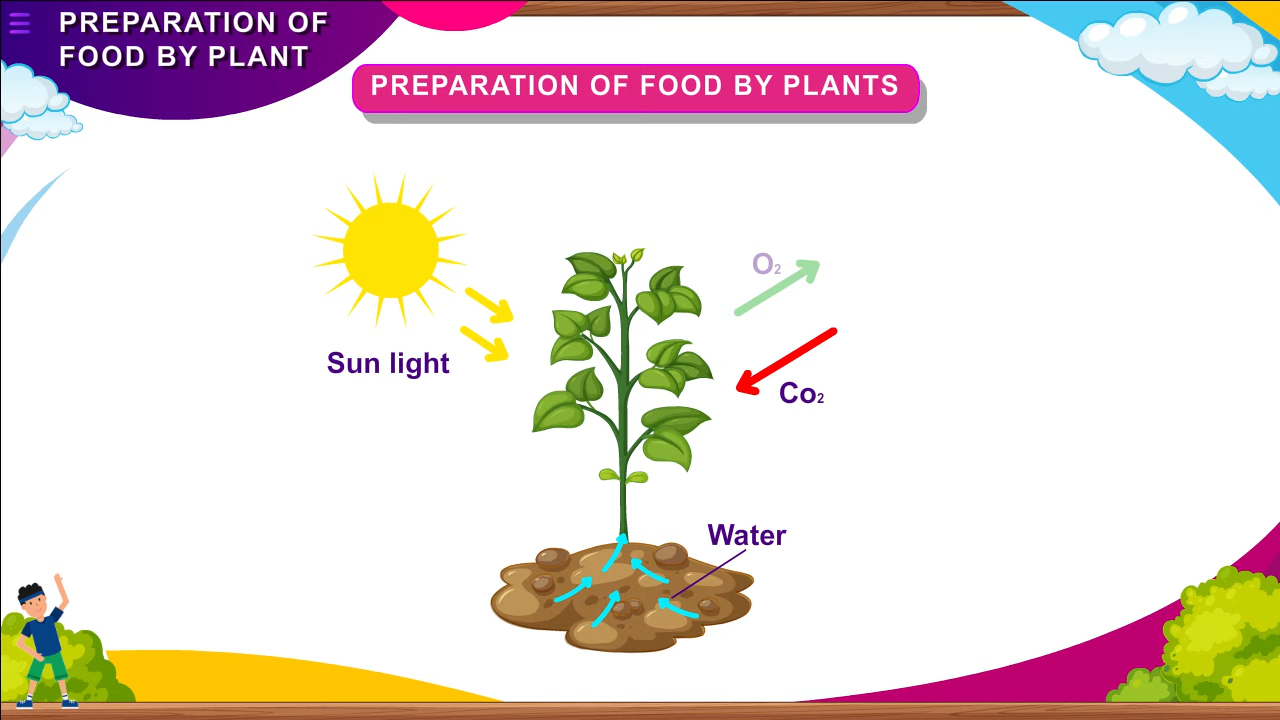 PREPARATION OF
FOOD BY PLANT
PREPARATION OF FOOD BY PLANTS
O₂
Sun light
Co₂
Water